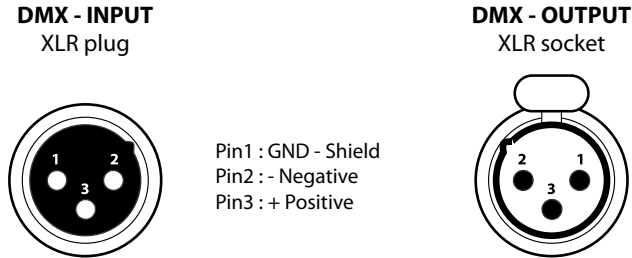 DMX - INPUT
XLR plug
1 2
3
Pin1 : GND - Shield
Pin2 : - Negative
Pin3 : + Positive
DMX - OUTPUT
XLR socket
2 1
3